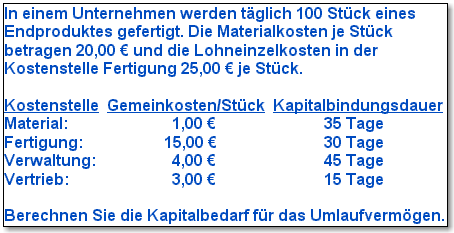 In einem Unternehmen werden täglich 100 Stück eines
Endproduktes gefertigt. Die Materialkosten je Stück
betragen 20,00 € und die Lohneinzelkosten in der
Kostenstelle Fertigung 25,00 € je Stück.
Kostenstelle Gemeinkosten/Stück Kapitalbindungsdauer
Material: 1,00 € 35 Tage
Fertigung: 15,00 € 30 Tage
Verwaltung: 4,00 € 45 Tage
Vertrieb: 3,00 € 15 Tage
Berechnen Sie die Kapitalbedarf für das Umlaufvermögen.